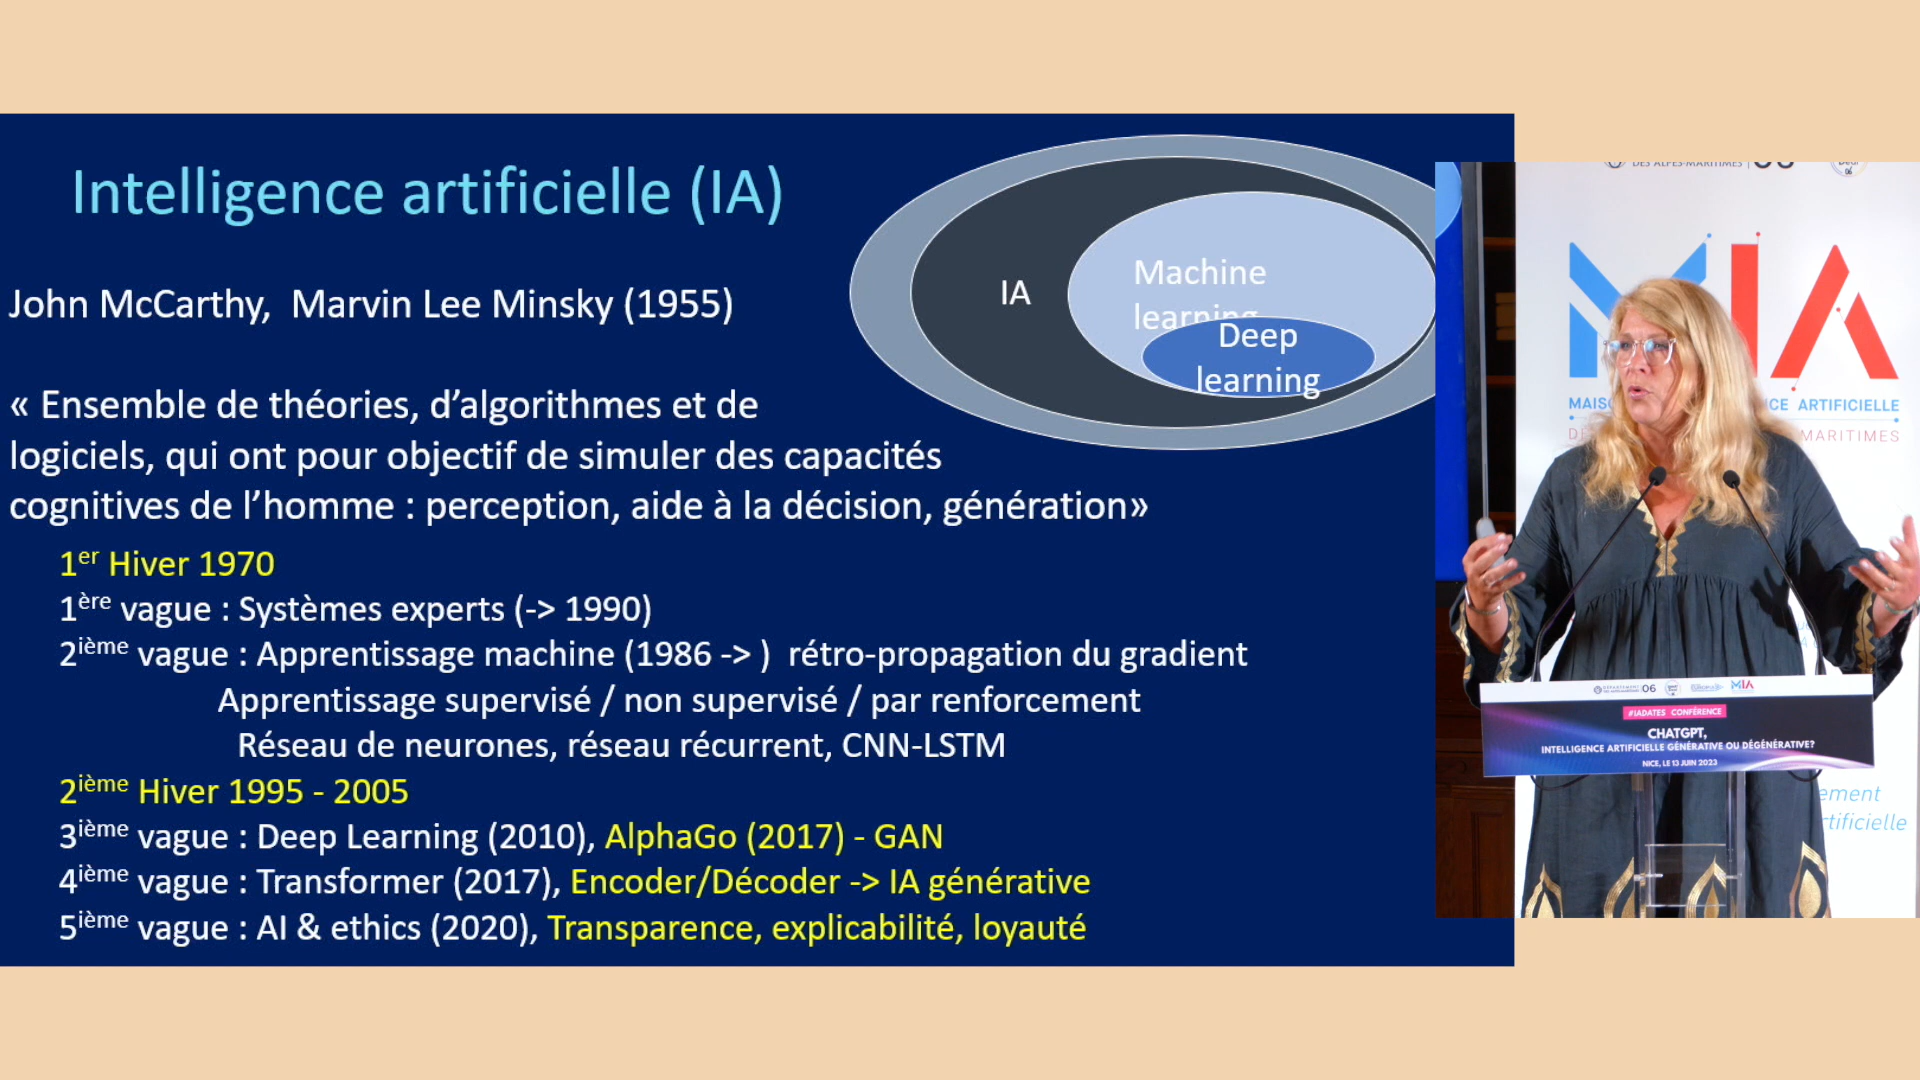 Intelligence artificielle (IA)
John McCarthy, Marvin Lee Minsky (1955)
« Ensemble de théories, d’algorithmes et de
logiciels, qui ont pour objectif de simuler des capacités
cognitives de l’homme : perception, aide à la décision, génération»
1er Hiver 1970
1ère vague : Systèmes experts (-> 1990)
2ième vague : Apprentissage machine (1986 -> ) rétro-propagation du gradient
Apprentissage supervisé / non supervisé / par renforcement
Réseau de neurones, réseau récurrent, CNN-LSTM
2ième Hiver 1995 - 2005
3ième vague : Deep Learning (2010), AlphaGo (2017) - GAN
4ième vague : Transformer (2017), Encoder/Décoder -> IA générative
5ième vague : AI & ethics (2020), Transparence, explicabilité, loyauté
IA
Machine
learning
Deep
learning
DES ALPES-MARITIMES
MIA
ARTIFICIELLE
MARITIMES
06
MIA
#IADATES CONFÉRENCE
CHATGPT,
INTELLIGENCE ARTIFICIELLE GÉNÉRATIVE OU DÉGÉNÉRATIVE?
NICE, LE 13 JUIN 2023